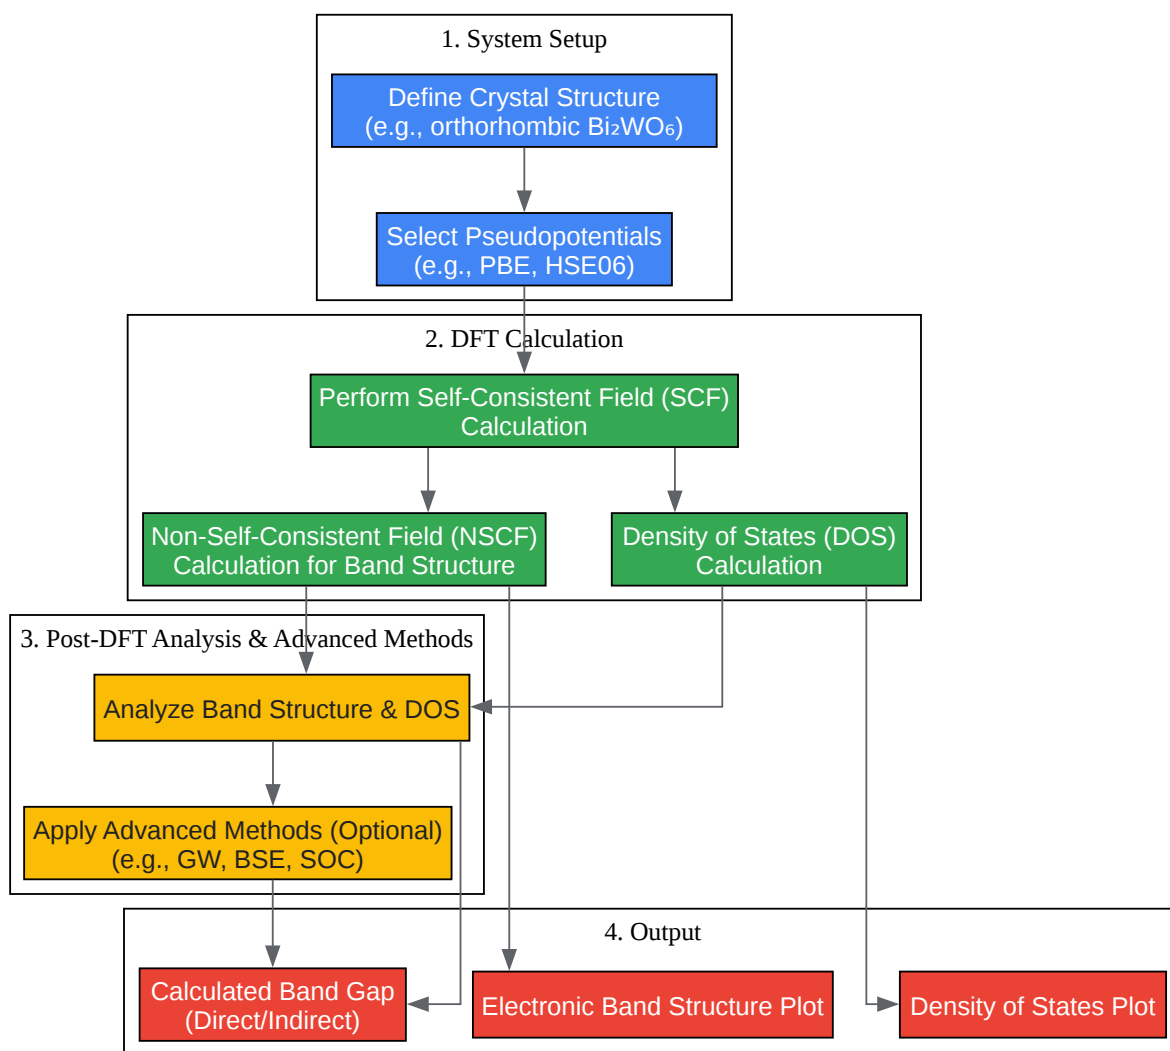 1. System Setup
Define Crystal Structure
(e.g., orthorhombic Bi₂WO₆)
Select Pseudopotentials
(e.g., PBE, HSE06)
2. DFT Calculation
Perform Self-Consistent Field (SCF)
Calculation
Non-Self-Consistent Field (NSCF)
Calculation for Band Structure
Density of States (DOS)
Calculation
3. Post-DFT Analysis & Advanced Methods
Analyze Band Structure & DOS
Apply Advanced Methods (Optional)
(e.g., GW, BSE, SOC)
4. Output
Calculated Band Gap
(Direct/Indirect)
Electronic Band Structure Plot
Density of States Plot